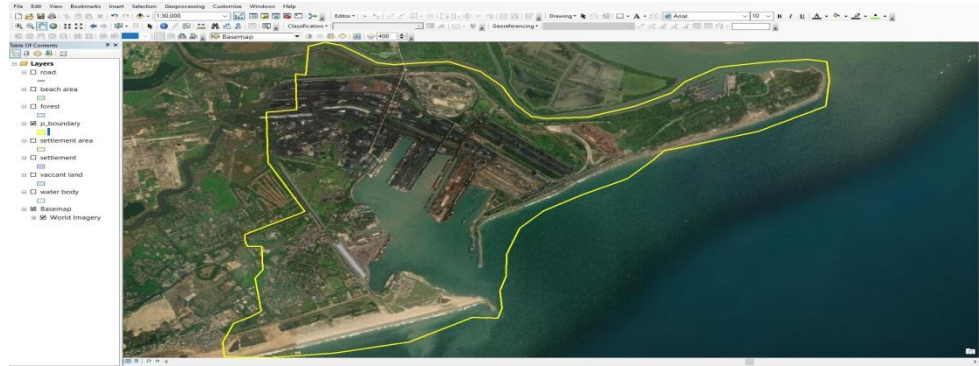 File Edit View Bookmarks Insert Selection Geoprocessing Customize Windows Help
1:30,000 Editor Drawing A Arial 10 B I U A
Classification Georeferencing
Basemap 400
Table Of Contents
Layers
road
beach area
forest
p_boundary
settlement area
settlement
vaccant land
water body
Basemap
World Imagery